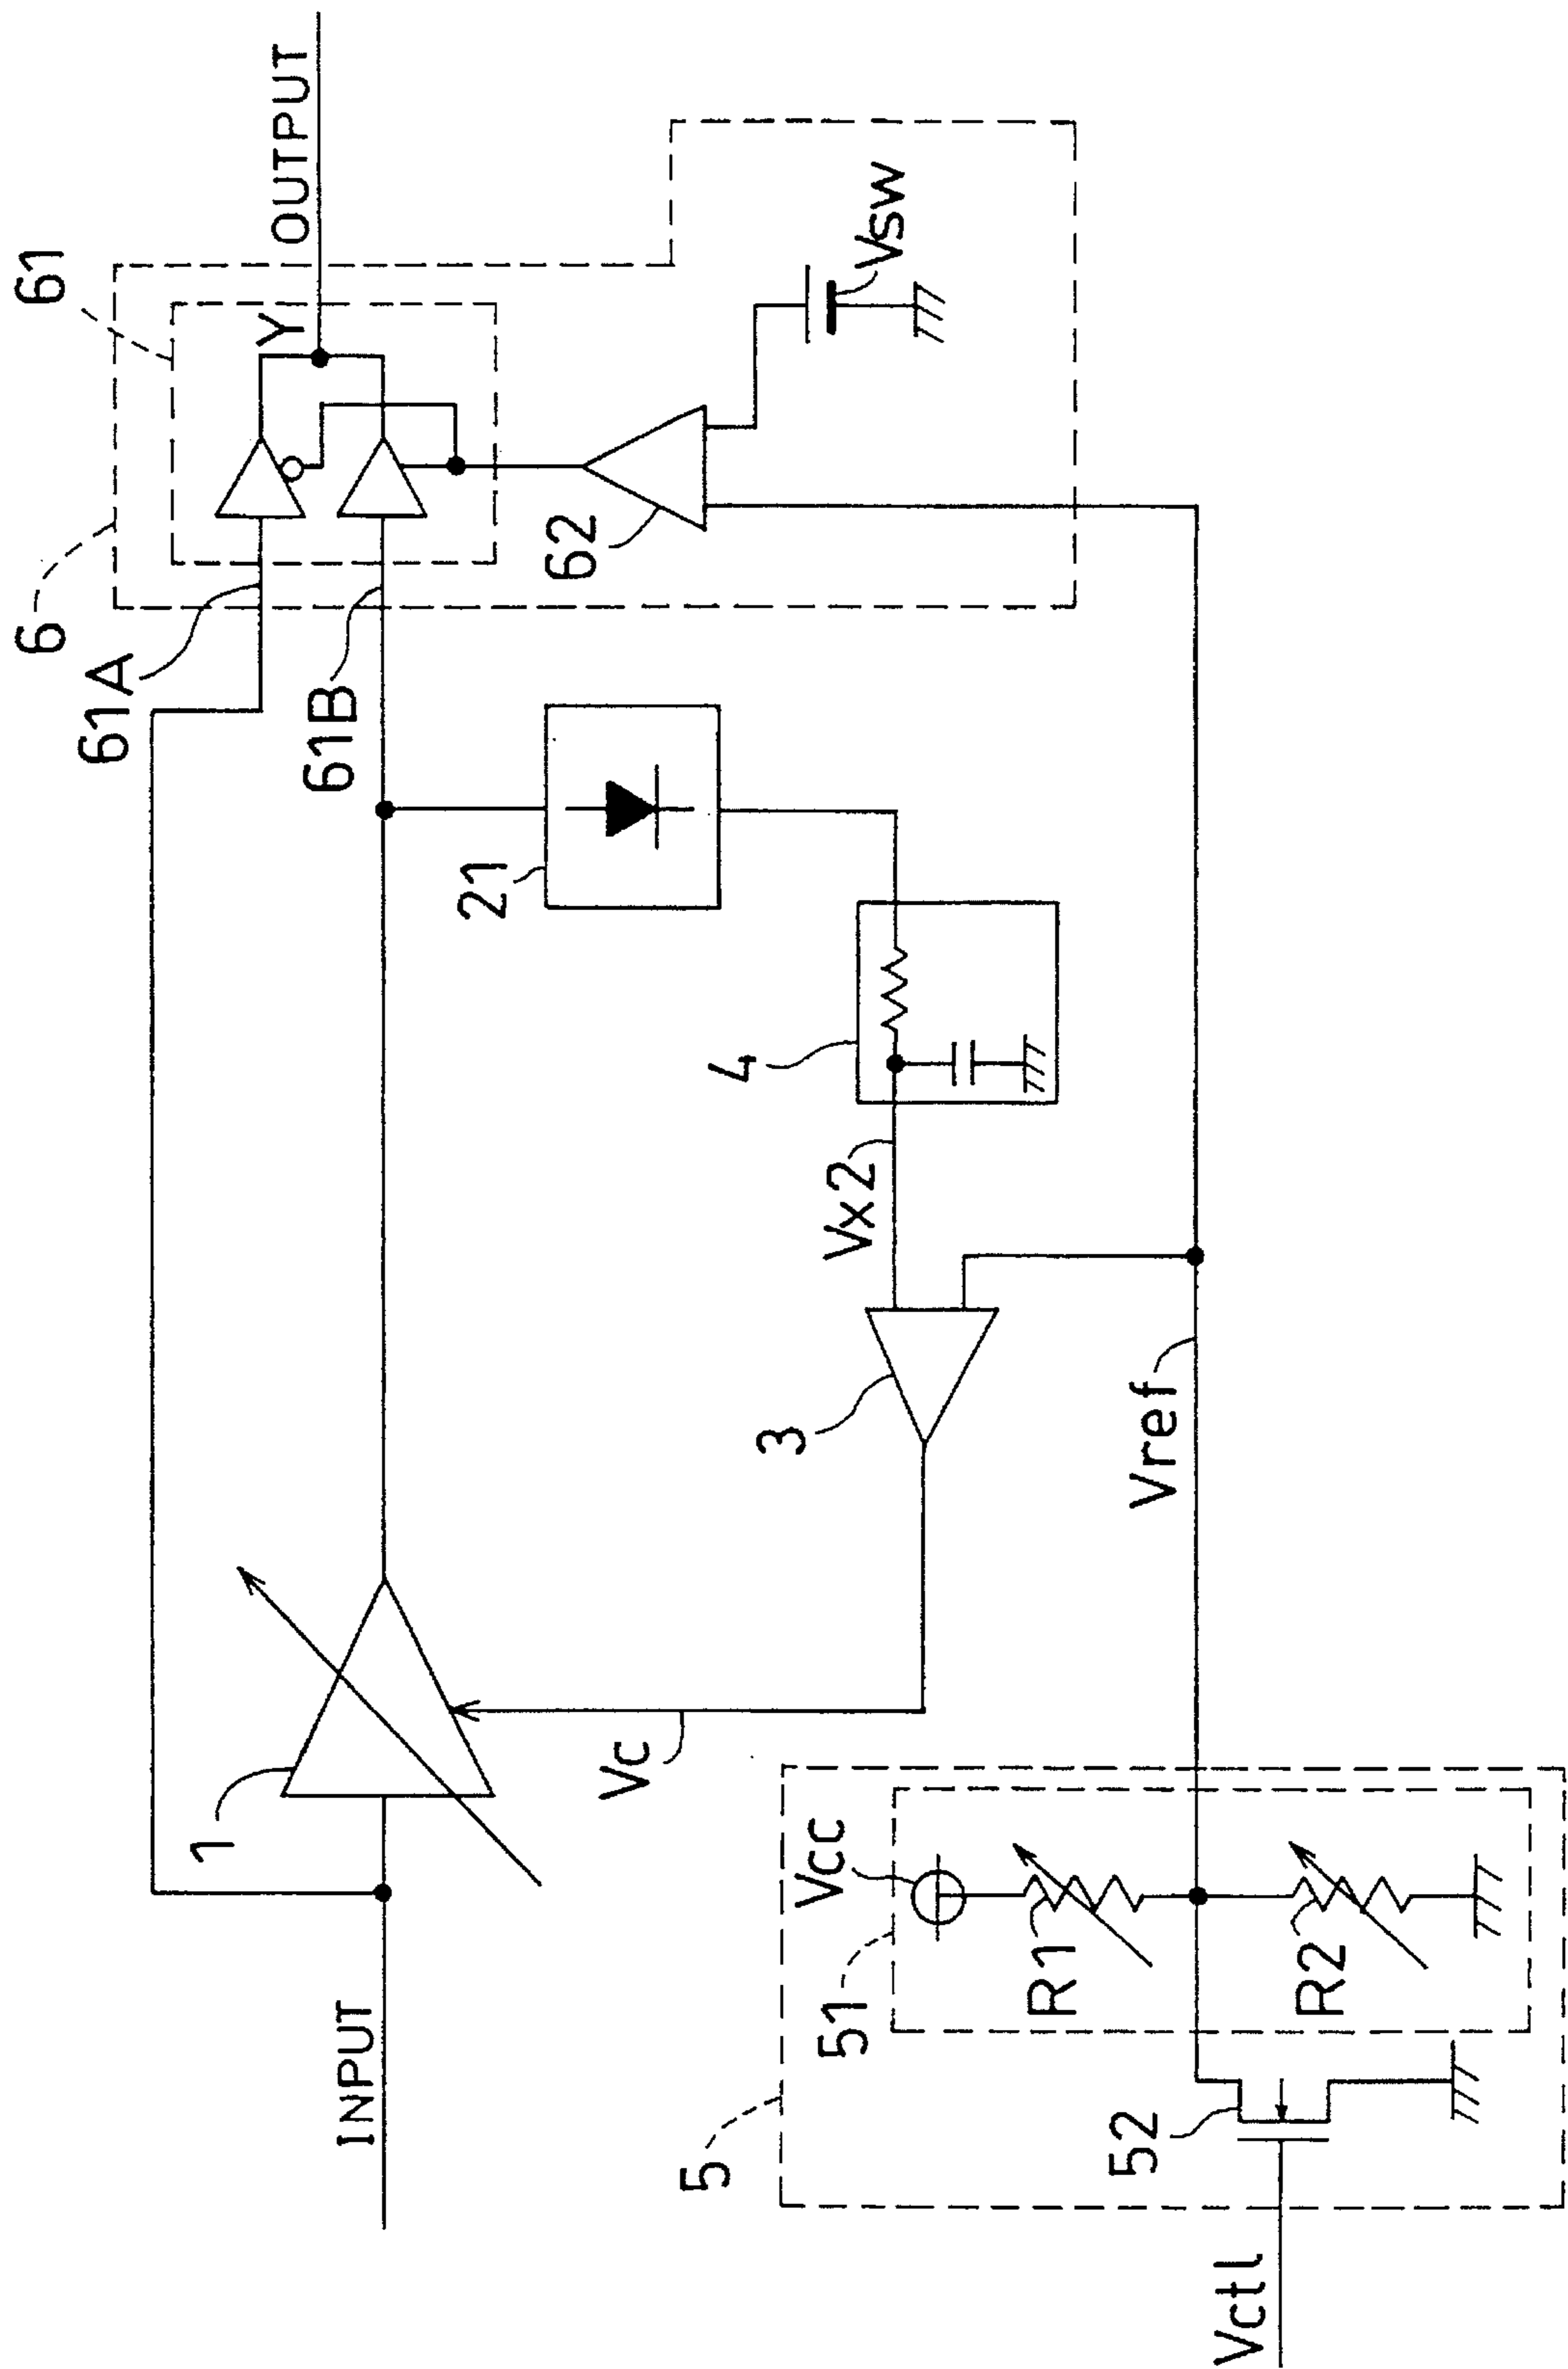 INPUT
1
61A
6
61
Y
OUTPUT
61B
21
62
Vsw
Vc
3
Vx2
4
Vref
5
51
Vcc
R1
R2
52
Vctl